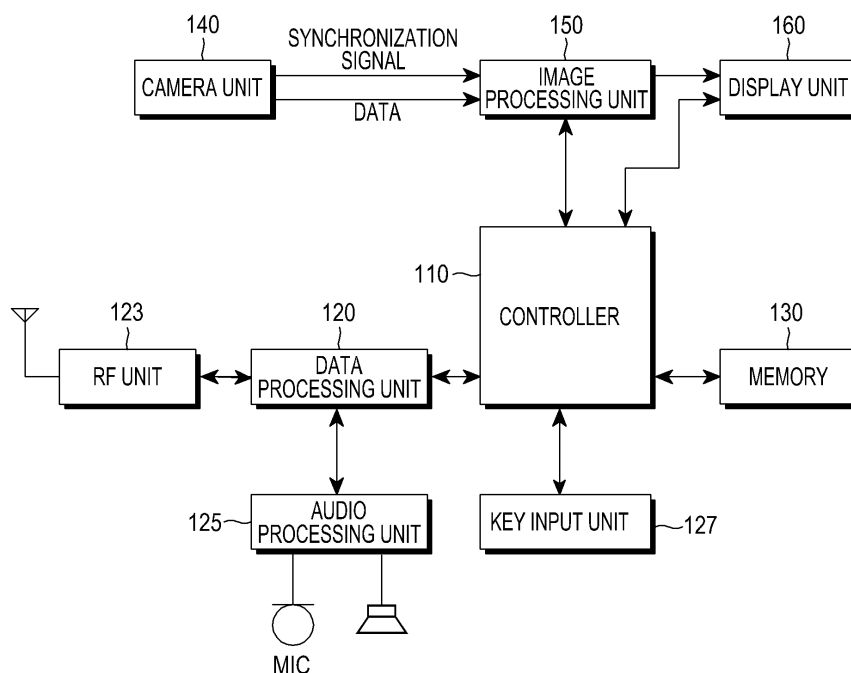 140
150
160
SYNCHRONIZATION
SIGNAL
CAMERA UNIT
DATA
IMAGE
PROCESSING UNIT
DISPLAY UNIT
110
CONTROLLER
123
120
130
RF UNIT
DATA
PROCESSING UNIT
MEMORY
125
AUDIO
PROCESSING UNIT
KEY INPUT UNIT
127
MIC